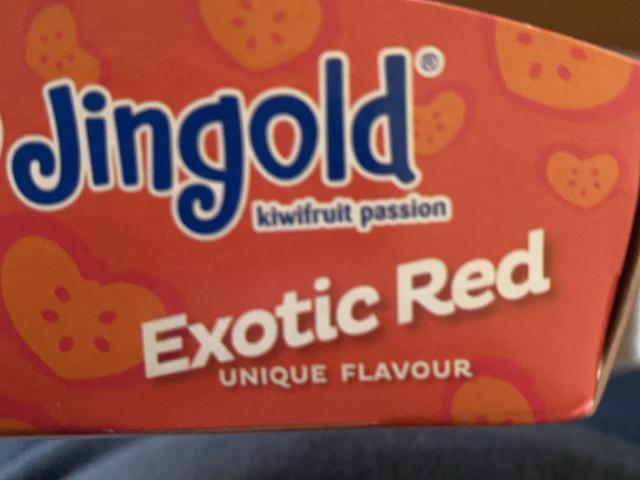 Jingold®
kiwifruit passion
Exotic Red
UNIQUE FLAVOUR